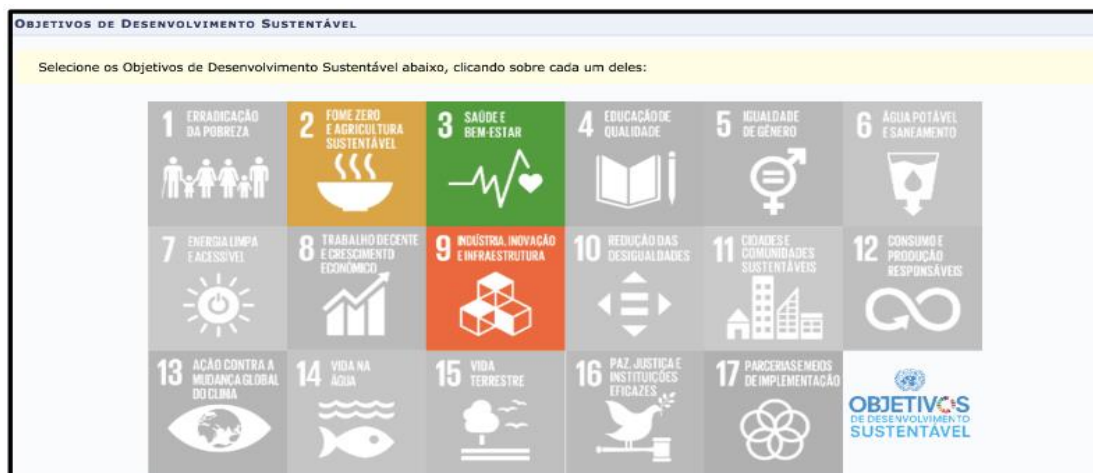 OBJETIVOS DE DESENVOLVIMENTO SUSTENTÁVEL
Selecione os Objetivos de Desenvolvimento Sustentável abaixo, clicando sobre cada um deles:
1 ERRADICAÇÃO
DA POBREZA
2 FOME ZERO
E AGRICULTURA
SUSTENTÁVEL
3 SAÚDE E
BEM-ESTAR
4 EDUCAÇÃO DE
QUALIDADE
5 IGUALDADE
DE GÊNERO
6 ÁGUA POTÁVEL
E SANEAMENTO
7 ENERGIA LIMPA
E ACESSÍVEL
8 TRABALHO DECENTE
E CRESCIMENTO
ECONÔMICO
9 INDÚSTRIA, INOVAÇÃO
E INFRAESTRUTURA
10 REDUÇÃO DAS
DESIGUALDADES
11 CIDADES E
COMUNIDADES
SUSTENTÁVEIS
12 CONSUMO E
PRODUÇÃO
RESPONSÁVEIS
13 AÇÃO CONTRA A
MUDANÇA GLOBAL
DO CLIMA
14 VIDA NA
ÁGUA
15 VIDA
TERRESTRE
16 PAZ, JUSTIÇA E
INSTITUIÇÕES
EFICAZES
17 PARCERIAS E MEIOS
DE IMPLEMENTAÇÃO
OBJETIVOS
DE DESENVOLVIMENTO
SUSTENTÁVEL